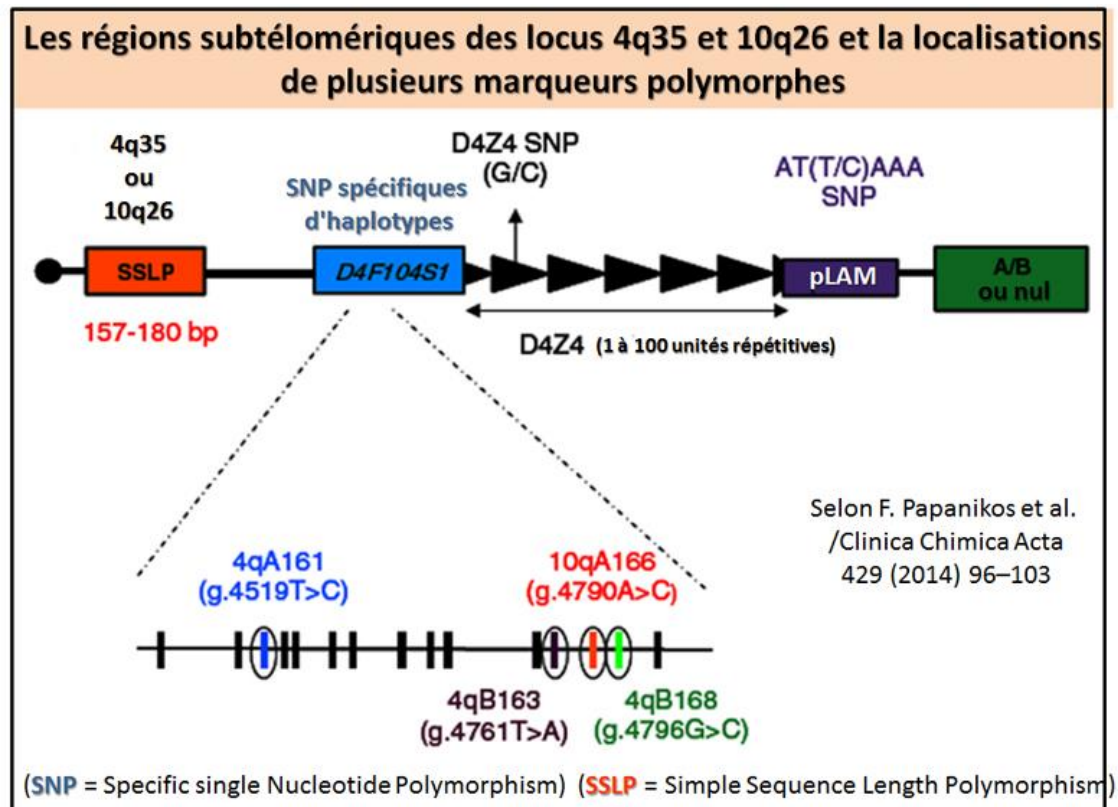 Les régions subtélomériques des locus 4q35 et 10q26 et la localisations
de plusieurs marqueurs polymorphes
4q35
ou
10q26
SNP spécifiques
d'haplotypes
D4Z4 SNP
(G/C)
AT(T/C)AAA
SNP
SSLP
D4F104S1
pLAM
A/B
ou nul
157-180 bp
D4Z4 (1 à 100 unités répétitives)
Selon F. Papanikos et al.
/Clinica Chimica Acta
429 (2014) 96–103
4qA161
(g.4519T>C)
10qA166
(g.4790A>C)
4qB163
(g.4761T>A)
4qB168
(g.4796G>C)
(SNP = Specific single Nucleotide Polymorphism) (SSLP = Simple Sequence Length Polymorphism)